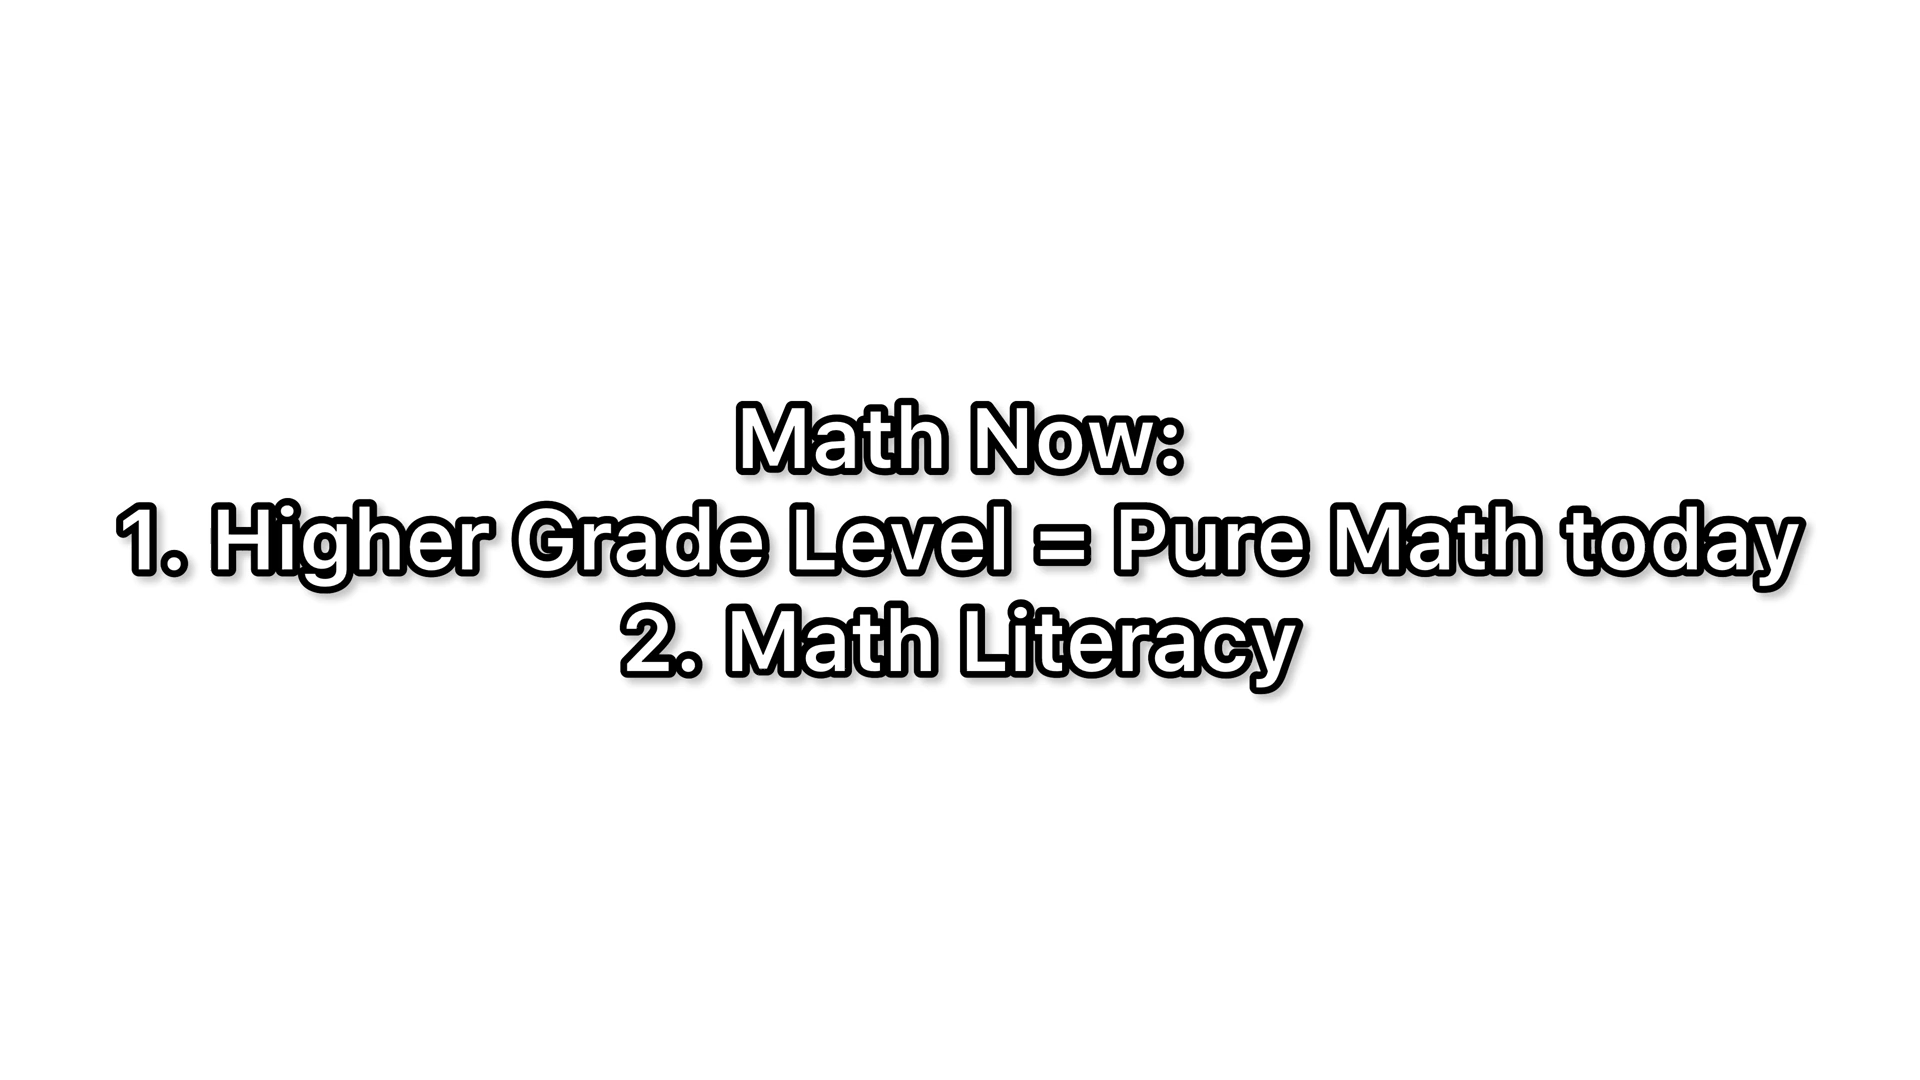 Math Now:
1. Higher Grade Level = Pure Math today
2. Math Literacy